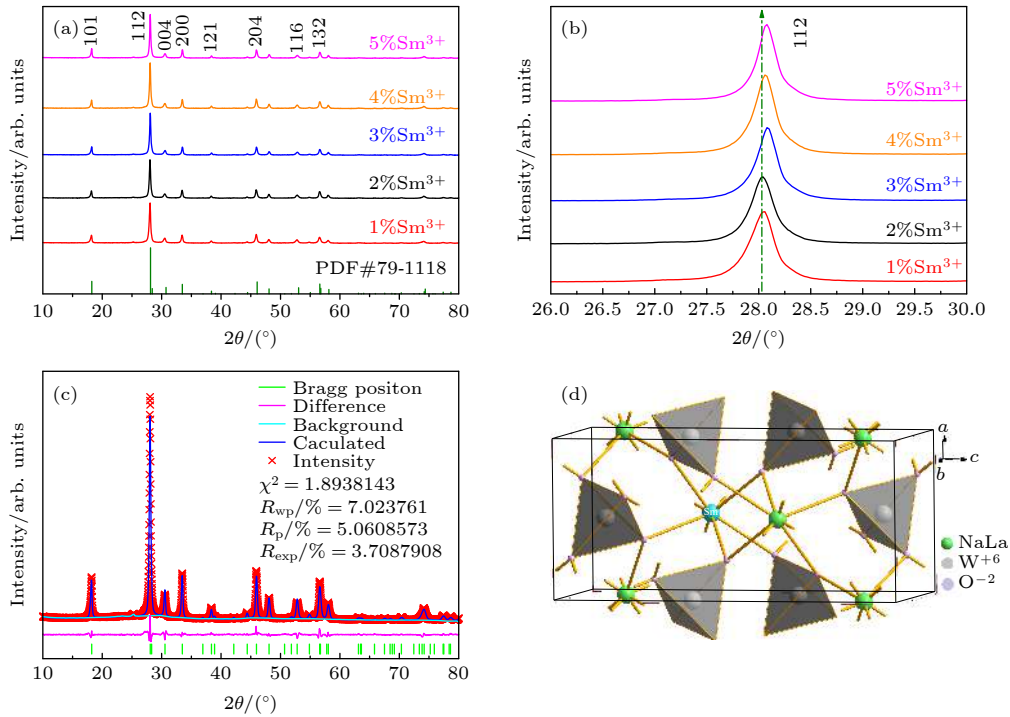 (a)
101
112
004
200
121
204
116
132
5%Sm³⁺
4%Sm³⁺
3%Sm³⁺
2%Sm³⁺
1%Sm³⁺
PDF#79-1118
Intensity/arb. units
10 20 30 40 50 60 70 80
2θ/(°)
(b)
112
5%Sm³⁺
4%Sm³⁺
3%Sm³⁺
2%Sm³⁺
1%Sm³⁺
Intensity/arb. units
26.0 26.5 27.0 27.5 28.0 28.5 29.0 29.5 30.0
2θ/(°)
(c)
Bragg positon
Difference
Background
Caculated
Intensity
χ² = 1.8938143
Rwp/% = 7.023761
Rp/% = 5.0608573
Rexp/% = 3.7087908
Intensity/arb. units
10 20 30 40 50 60 70 80
2θ/(°)
(d)
a
c
b
Sm
NaLa
W⁺⁶
O⁻²